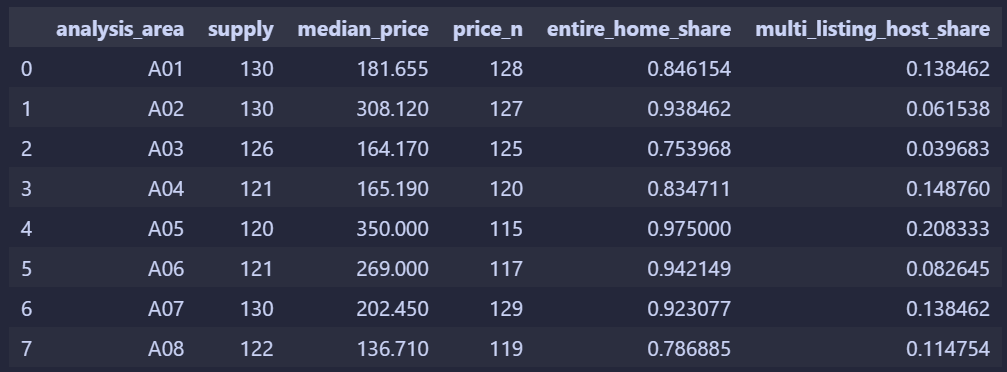 analysis_area supply median_price price_n entire_home_share multi_listing_host_share
0 A01 130 181.655 128 0.846154 0.138462
1 A02 130 308.120 127 0.938462 0.061538
2 A03 126 164.170 125 0.753968 0.039683
3 A04 121 165.190 120 0.834711 0.148760
4 A05 120 350.000 115 0.975000 0.208333
5 A06 121 269.000 117 0.942149 0.082645
6 A07 130 202.450 129 0.923077 0.138462
7 A08 122 136.710 119 0.786885 0.114754